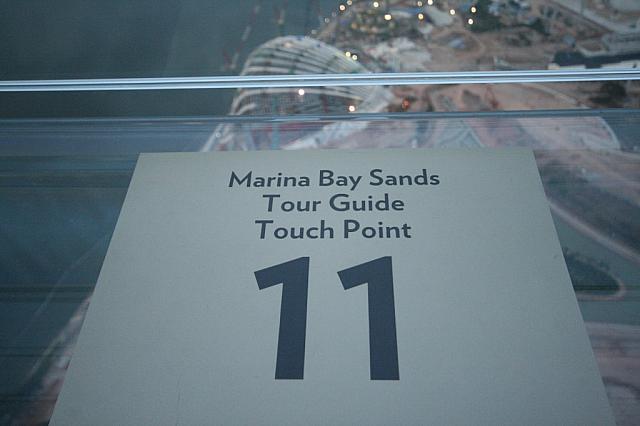 Marina Bay Sands
Tour Guide
Touch Point
11